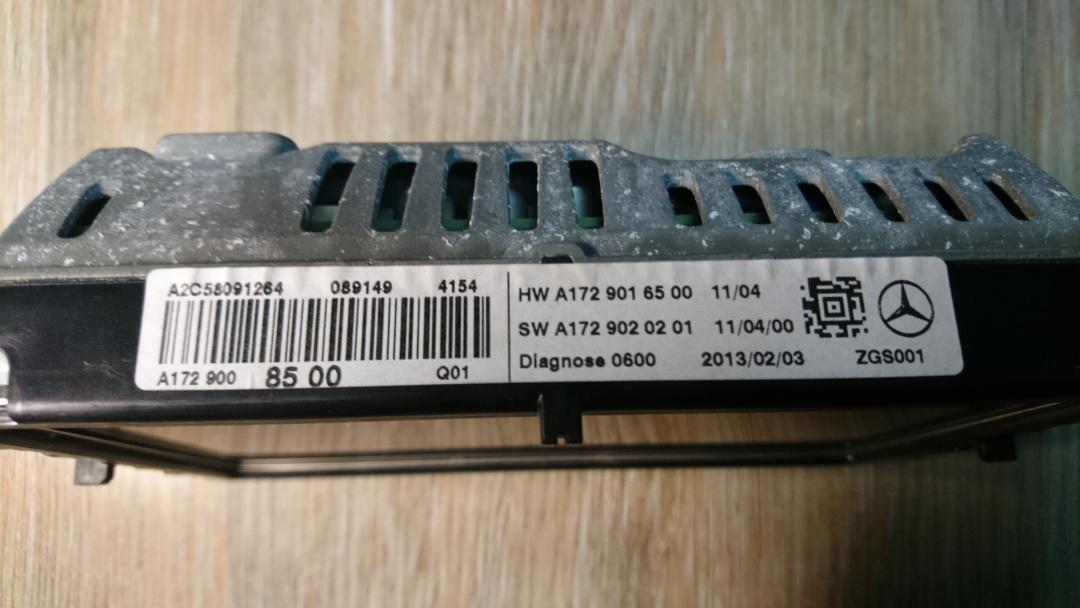 A2C58091264 089149 4154
A172 900 85 00 Q01
HW A172 901 65 00 11/04
SW A172 902 02 01 11/04/00
Diagnose 0600 2013/02/03 ZGS001